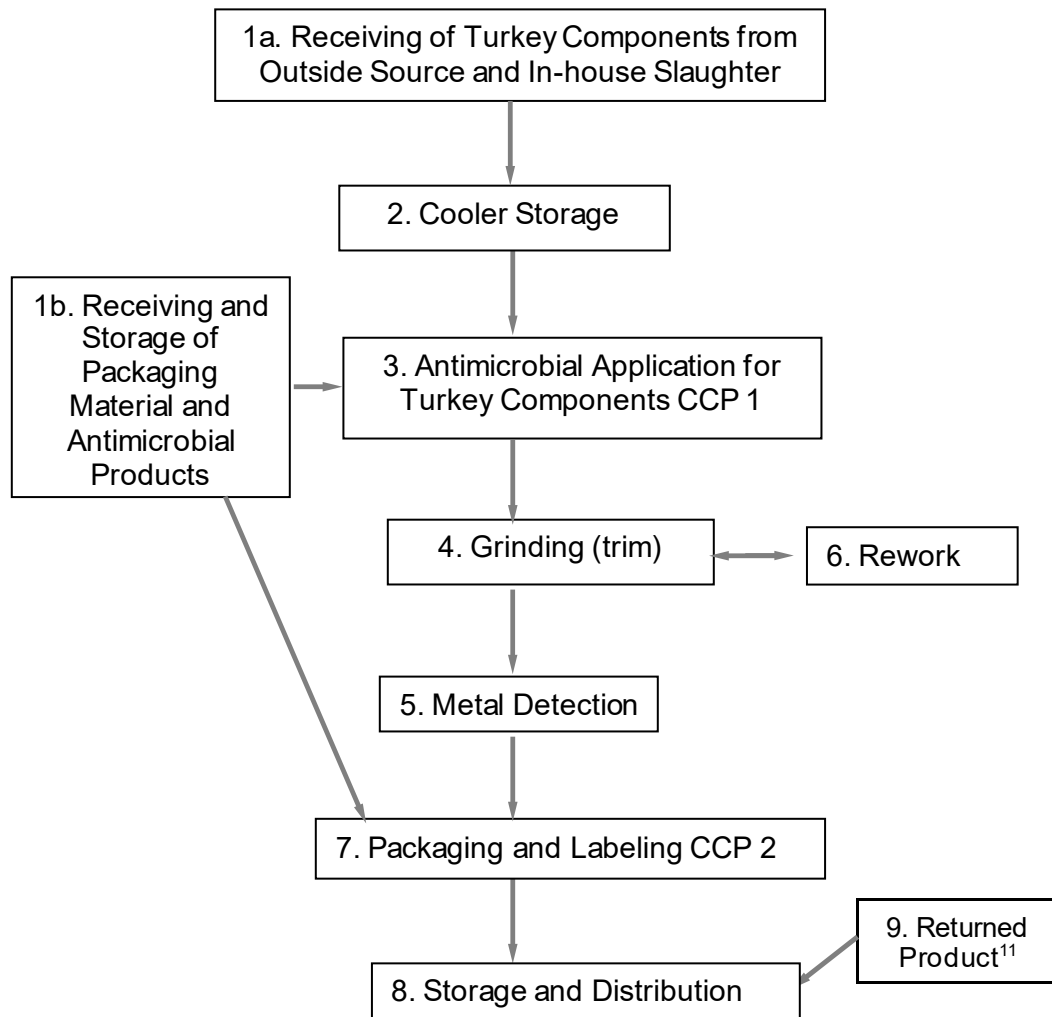 1a. Receiving of Turkey Components from
Outside Source and In-house Slaughter
2. Cooler Storage
1b. Receiving and
Storage of
Packaging
Material and
Antimicrobial
Products
3. Antimicrobial Application for
Turkey Components CCP 1
4. Grinding (trim)
6. Rework
5. Metal Detection
7. Packaging and Labeling CCP 2
9. Returned
Product¹¹
8. Storage and Distribution